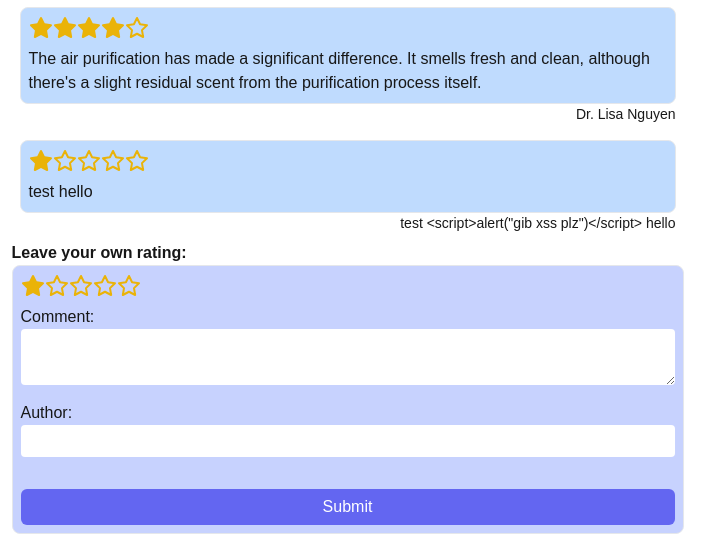 The air purification has made a significant difference. It smells fresh and clean, although
there's a slight residual scent from the purification process itself.
Dr. Lisa Nguyen
test hello
test <script>alert("gib xss plz")</script> hello
Leave your own rating:
Comment:
Author:
Submit